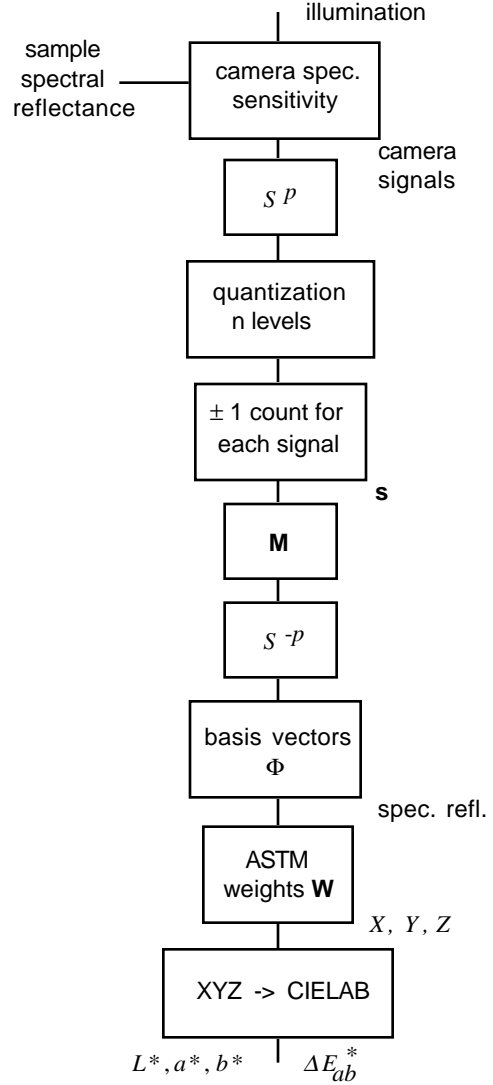 illumination
sample
spectral
reflectance
camera spec.
sensitivity
camera
signals
S p
quantization
n levels
± 1 count for
each signal
s
M
S -p
basis vectors
Φ
spec. refl.
ASTM
weights W
X, Y, Z
XYZ -> CIELAB
L*, a*, b* ΔE*ab